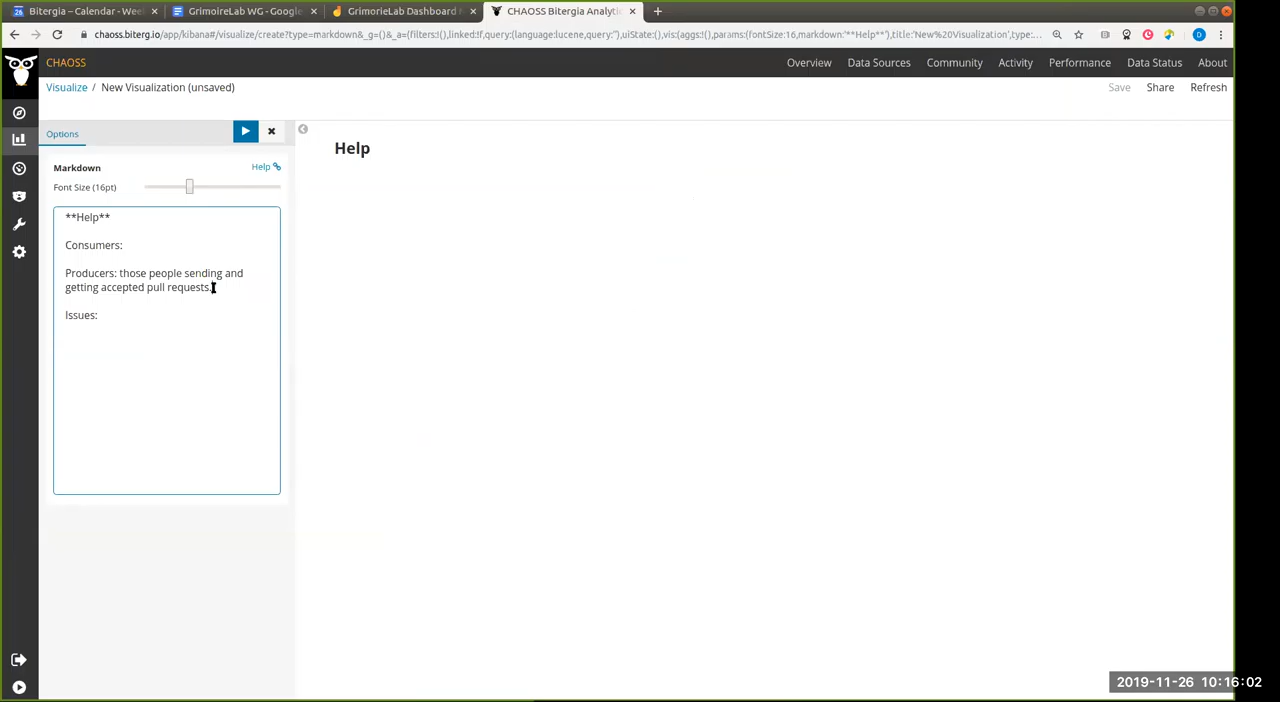 Bitergia – Calendar - Wee
GrimoireLab WG - Google
GrimorieLab Dashboard M
CHAOSS Bitergia Analytic
chaoss.biterg.io/app/kibana#/visualize/create?type=markdown&_g=()&_a=(filters:!(),linked:!f,query:(language:lucene,query:''),uiState:(),vis:(aggs:!(),params:(fontSize:16,markdown:'**Help**'),title:'New%20Visualization',type:...
CHAOSS
Overview
Data Sources
Community
Activity
Performance
Data Status
About
Visualize / New Visualization (unsaved)
Save
Share
Refresh
Options
Markdown
Help
Font Size (16pt)
**Help**
Consumers:
Producers: those people sending and
getting accepted pull requests.
Issues:
Help
2019-11-26 10:16:02